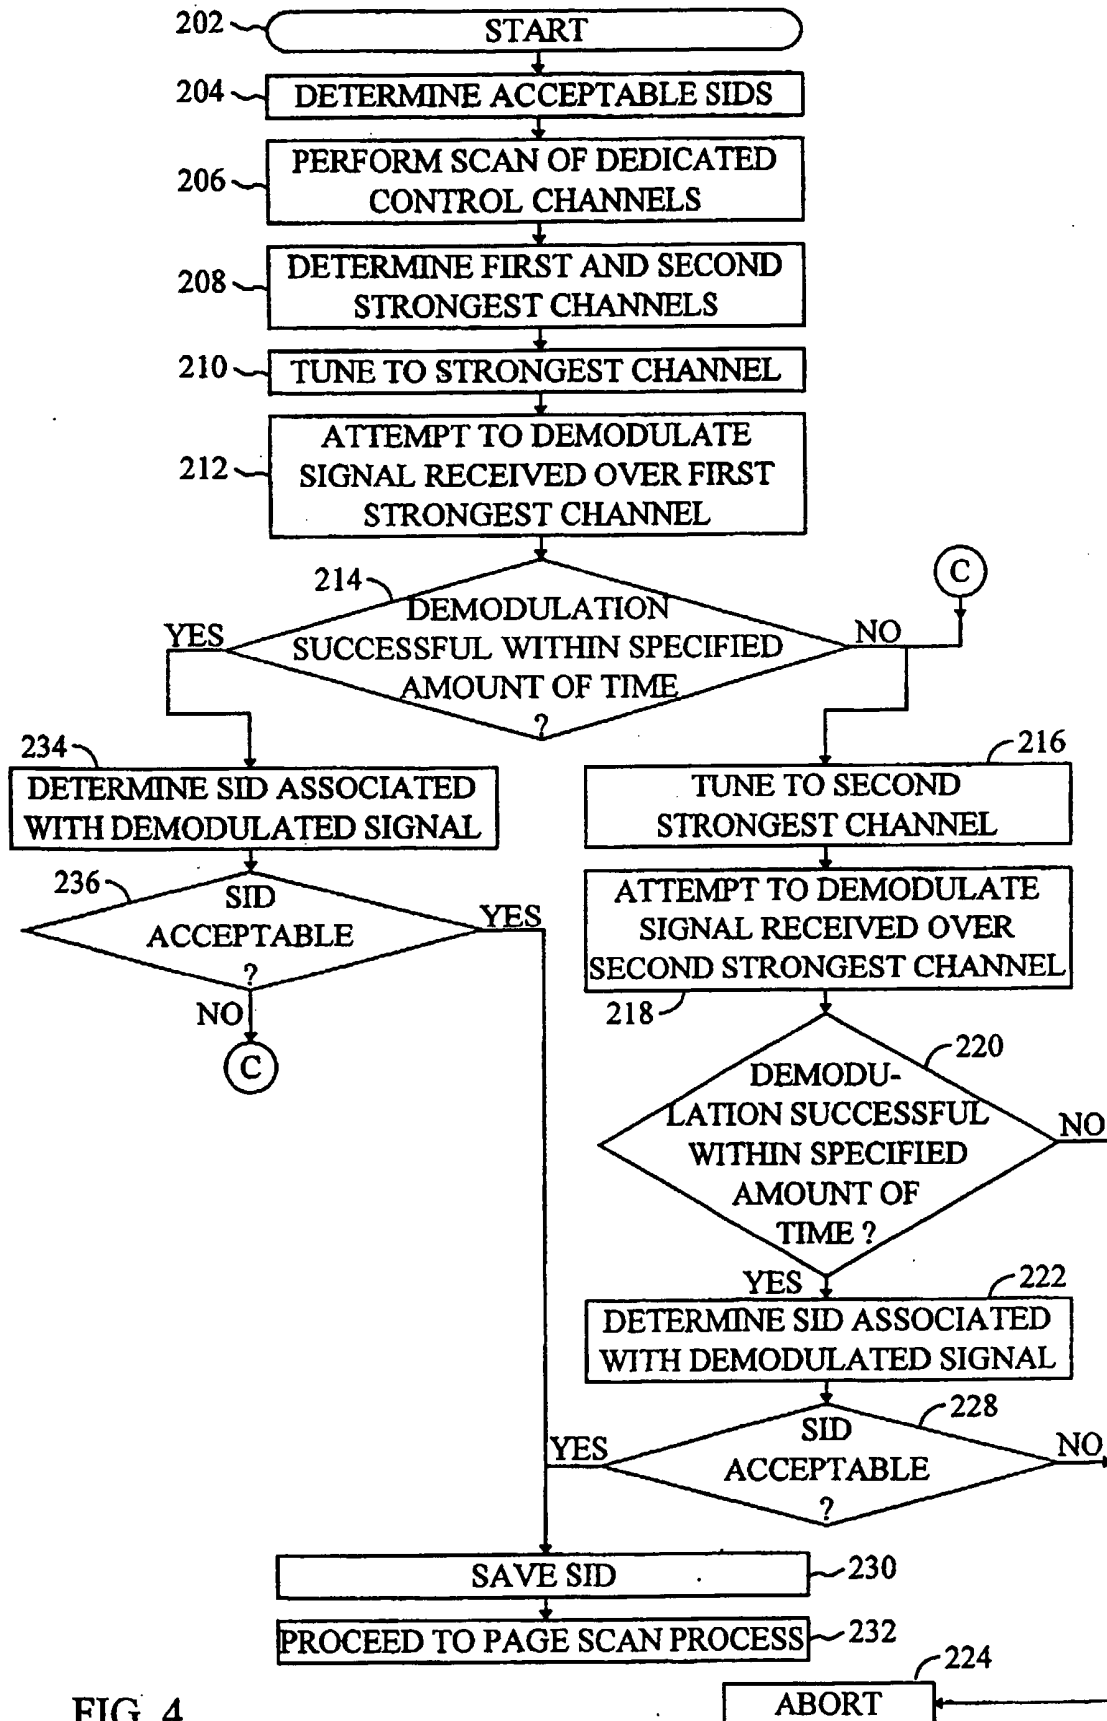 202
START
204
DETERMINE ACCEPTABLE SIDS
206
PERFORM SCAN OF DEDICATED
CONTROL CHANNELS
208
DETERMINE FIRST AND SECOND
STRONGEST CHANNELS
210
TUNE TO STRONGEST CHANNEL
212
ATTEMPT TO DEMODULATE
SIGNAL RECEIVED OVER FIRST
STRONGEST CHANNEL
C
214
DEMODULATION
SUCCESSFUL WITHIN SPECIFIED
AMOUNT OF TIME
?
YES
NO
234
DETERMINE SID ASSOCIATED
WITH DEMODULATED SIGNAL
236
SID
ACCEPTABLE
?
YES
NO
C
216
TUNE TO SECOND
STRONGEST CHANNEL
ATTEMPT TO DEMODULATE
SIGNAL RECEIVED OVER
SECOND STRONGEST CHANNEL
218
220
DEMODU-
LATION SUCCESSFUL
WITHIN SPECIFIED
AMOUNT OF
TIME ?
NO
YES
222
DETERMINE SID ASSOCIATED
WITH DEMODULATED SIGNAL
228
SID
ACCEPTABLE
?
YES
NO
SAVE SID
230
PROCEED TO PAGE SCAN PROCESS
232
224
ABORT
FIG. 4